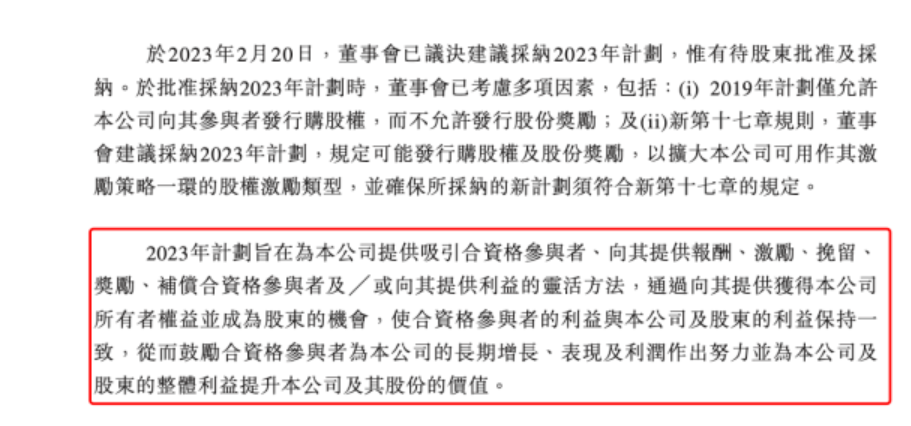 於2023年2月20日，董事會已議決建議採納2023年計劃，惟有待股東批准及採
納。於批准採納2023年計劃時，董事會已考慮多項因素，包括：(i) 2019年計劃僅允許
本公司向其參與者發行購股權，而不允許發行股份獎勵；及(ii)新第十七章規則，董事
會建議採納2023年計劃，規定可能發行購股權及股份獎勵，以擴大本公司可用作其激
勵策略一環的股權激勵類型，並確保所採納的新計劃須符合新第十七章的規定。
2023年計劃旨在為本公司提供吸引合資格參與者、向其提供報酬、激勵、挽留、
獎勵、補償合資格參與者及／或向其提供利益的靈活方法，通過向其提供獲得本公司
所有者權益並成為股東的機會，使合資格參與者的利益與本公司及股東的利益保持一
致，從而鼓勵合資格參與者為本公司的長期增長、表現及利潤作出努力並為本公司及
股東的整體利益提升本公司及其股份的價值。